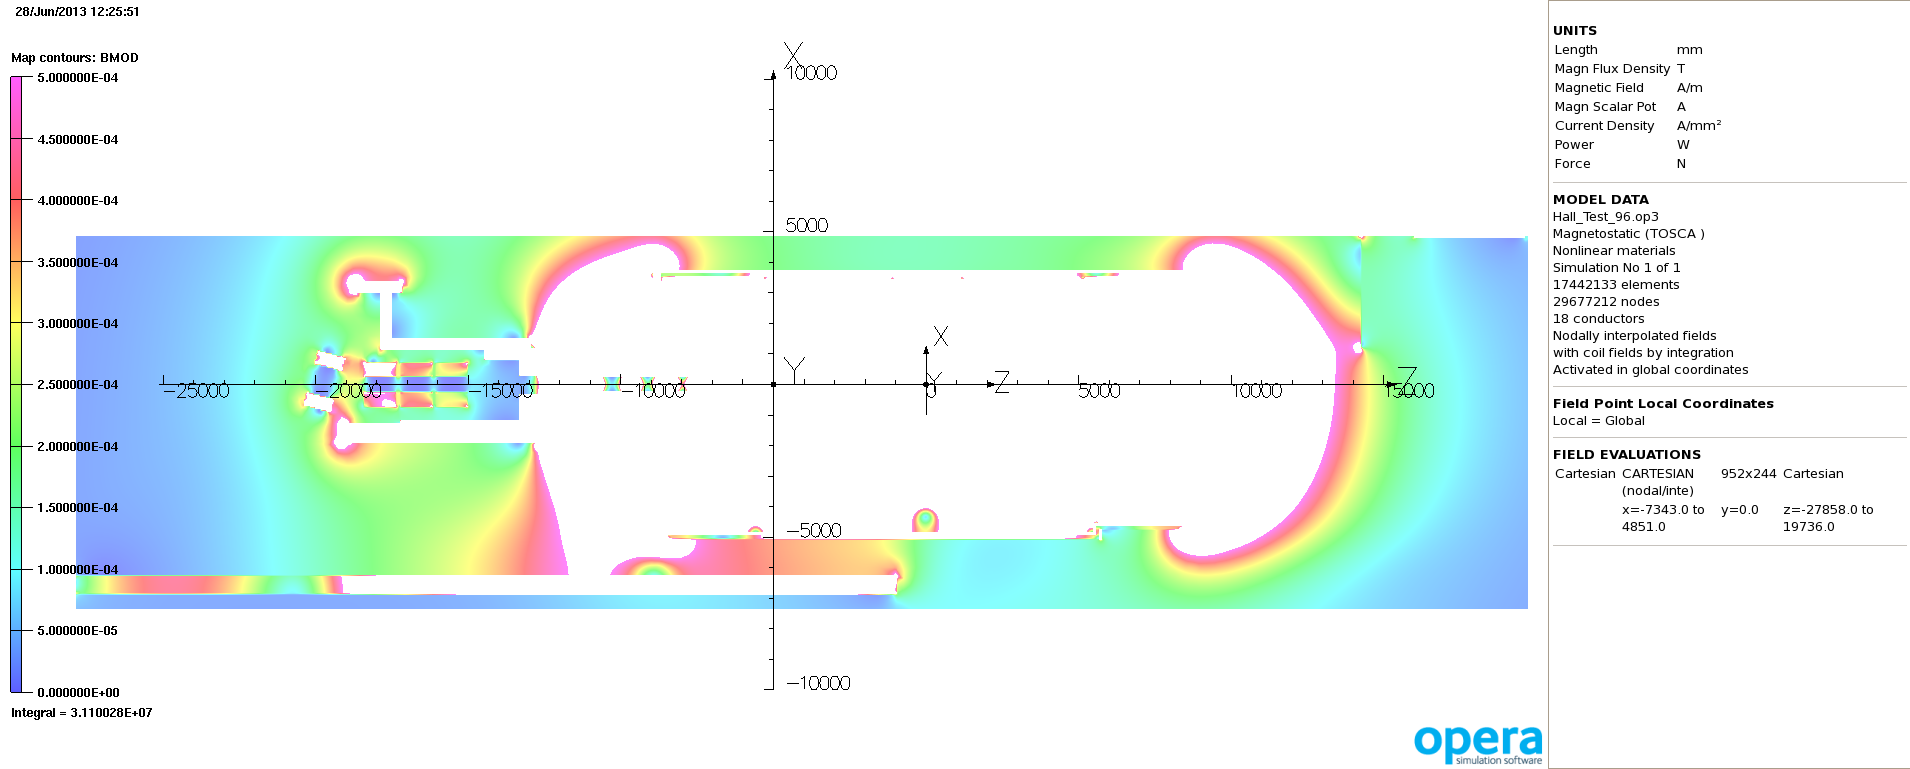 28/Jun/2013 12:25:51
Map contours: BMOD
5.000000E-04
4.500000E-04
4.000000E-04
3.500000E-04
3.000000E-04
2.500000E-04
2.000000E-04
1.500000E-04
1.000000E-04
5.000000E-05
0.000000E+00
Integral = 3.110028E+07
X
10000
5000
X
Y
Y
Z
Z
-25000
-20000
-15000
-10000
0
5000
10000
15000
-5000
-10000
opera
simulation software
UNITS
Length mm
Magn Flux Density T
Magnetic Field A/m
Magn Scalar Pot A
Current Density A/mm²
Power W
Force N
MODEL DATA
Hall_Test_96.op3
Magnetostatic (TOSCA )
Nonlinear materials
Simulation No 1 of 1
17442133 elements
29677212 nodes
18 conductors
Nodally interpolated fields
with coil fields by integration
Activated in global coordinates
Field Point Local Coordinates
Local = Global
FIELD EVALUATIONS
Cartesian CARTESIAN 952x244 Cartesian
(nodal/inte)
x=-7343.0 to y=0.0 z=-27858.0 to
4851.0 19736.0